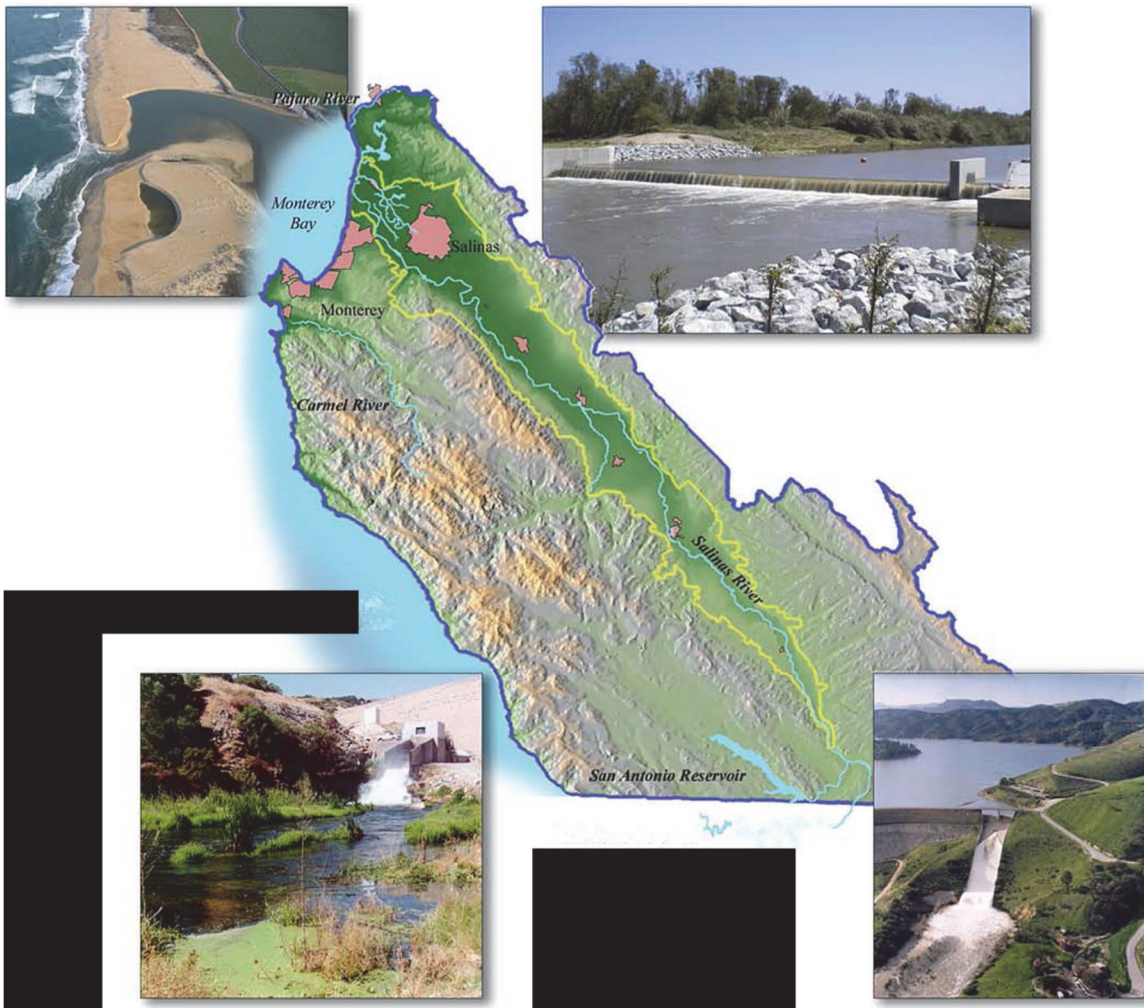 Pajaro River
Monterey
Bay
Salinas
Monterey
Carmel River
Salinas River
San Antonio Reservoir